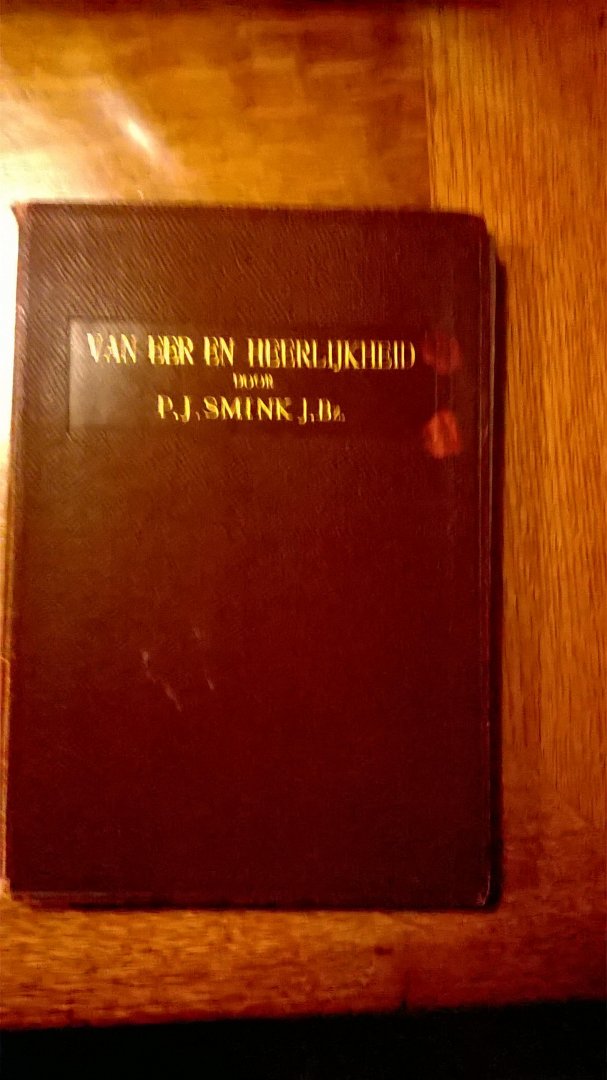 VAN EER EN HEERLIJKHEID
DOOR
P.J. SMINK J.Bz.